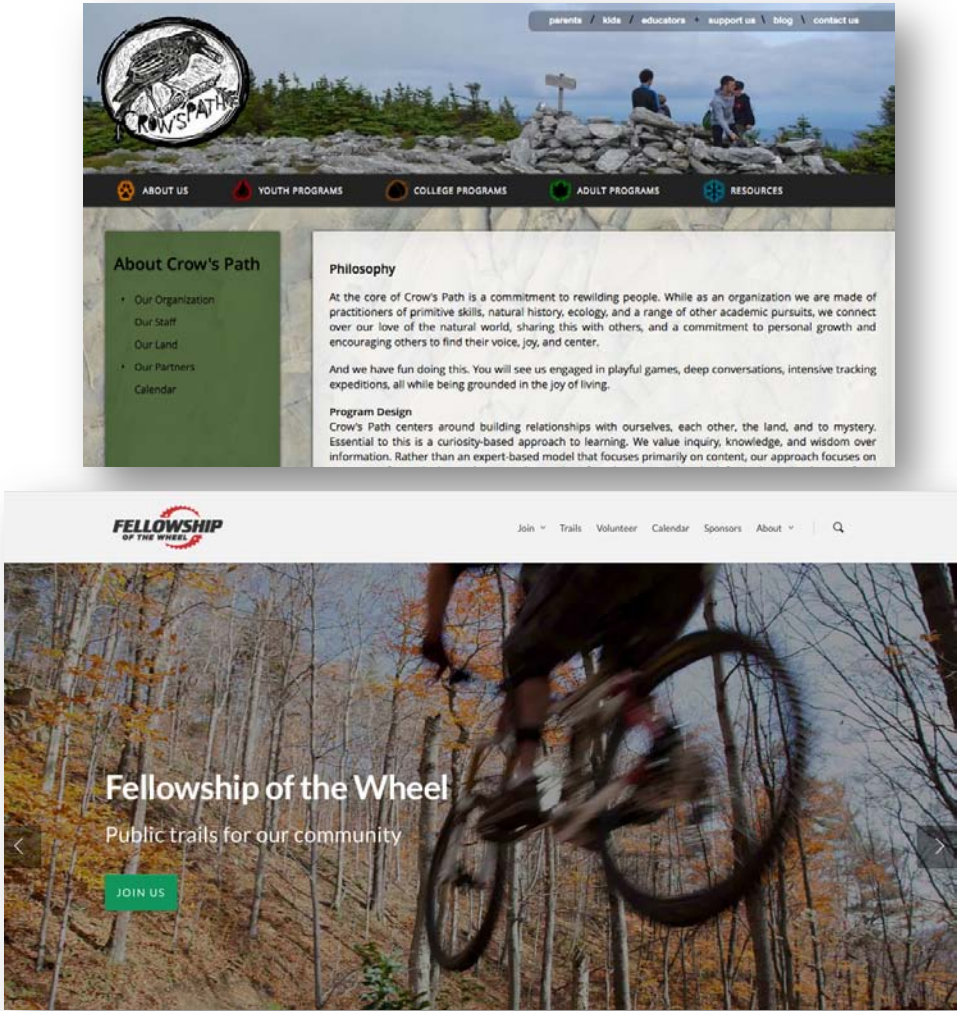 parents / kids / educators + support us \ blog \ contact us
CROW'S PATH
ABOUT US YOUTH PROGRAMS COLLEGE PROGRAMS ADULT PROGRAMS RESOURCES
About Crow's Path
• Our Organization
Our Staff
Our Land
• Our Partners
Calendar
Philosophy
At the core of Crow's Path is a commitment to rewilding people. While as an organization we are made of
practitioners of primitive skills, natural history, ecology, and a range of other academic pursuits, we connect
over our love of the natural world, sharing this with others, and a commitment to personal growth and
encouraging others to find their voice, joy, and center.
And we have fun doing this. You will see us engaged in playful games, deep conversations, intensive tracking
expeditions, all while being grounded in the joy of living.
Program Design
Crow's Path centers around building relationships with ourselves, each other, the land, and to mystery.
Essential to this is a curiosity-based approach to learning. We value inquiry, knowledge, and wisdom over
information. Rather than an expert-based model that focuses primarily on content, our approach focuses on
FELLOWSHIP
OF THE WHEEL
Join Trails Volunteer Calendar Sponsors About
Fellowship of the Wheel
Public trails for our community
JOIN US